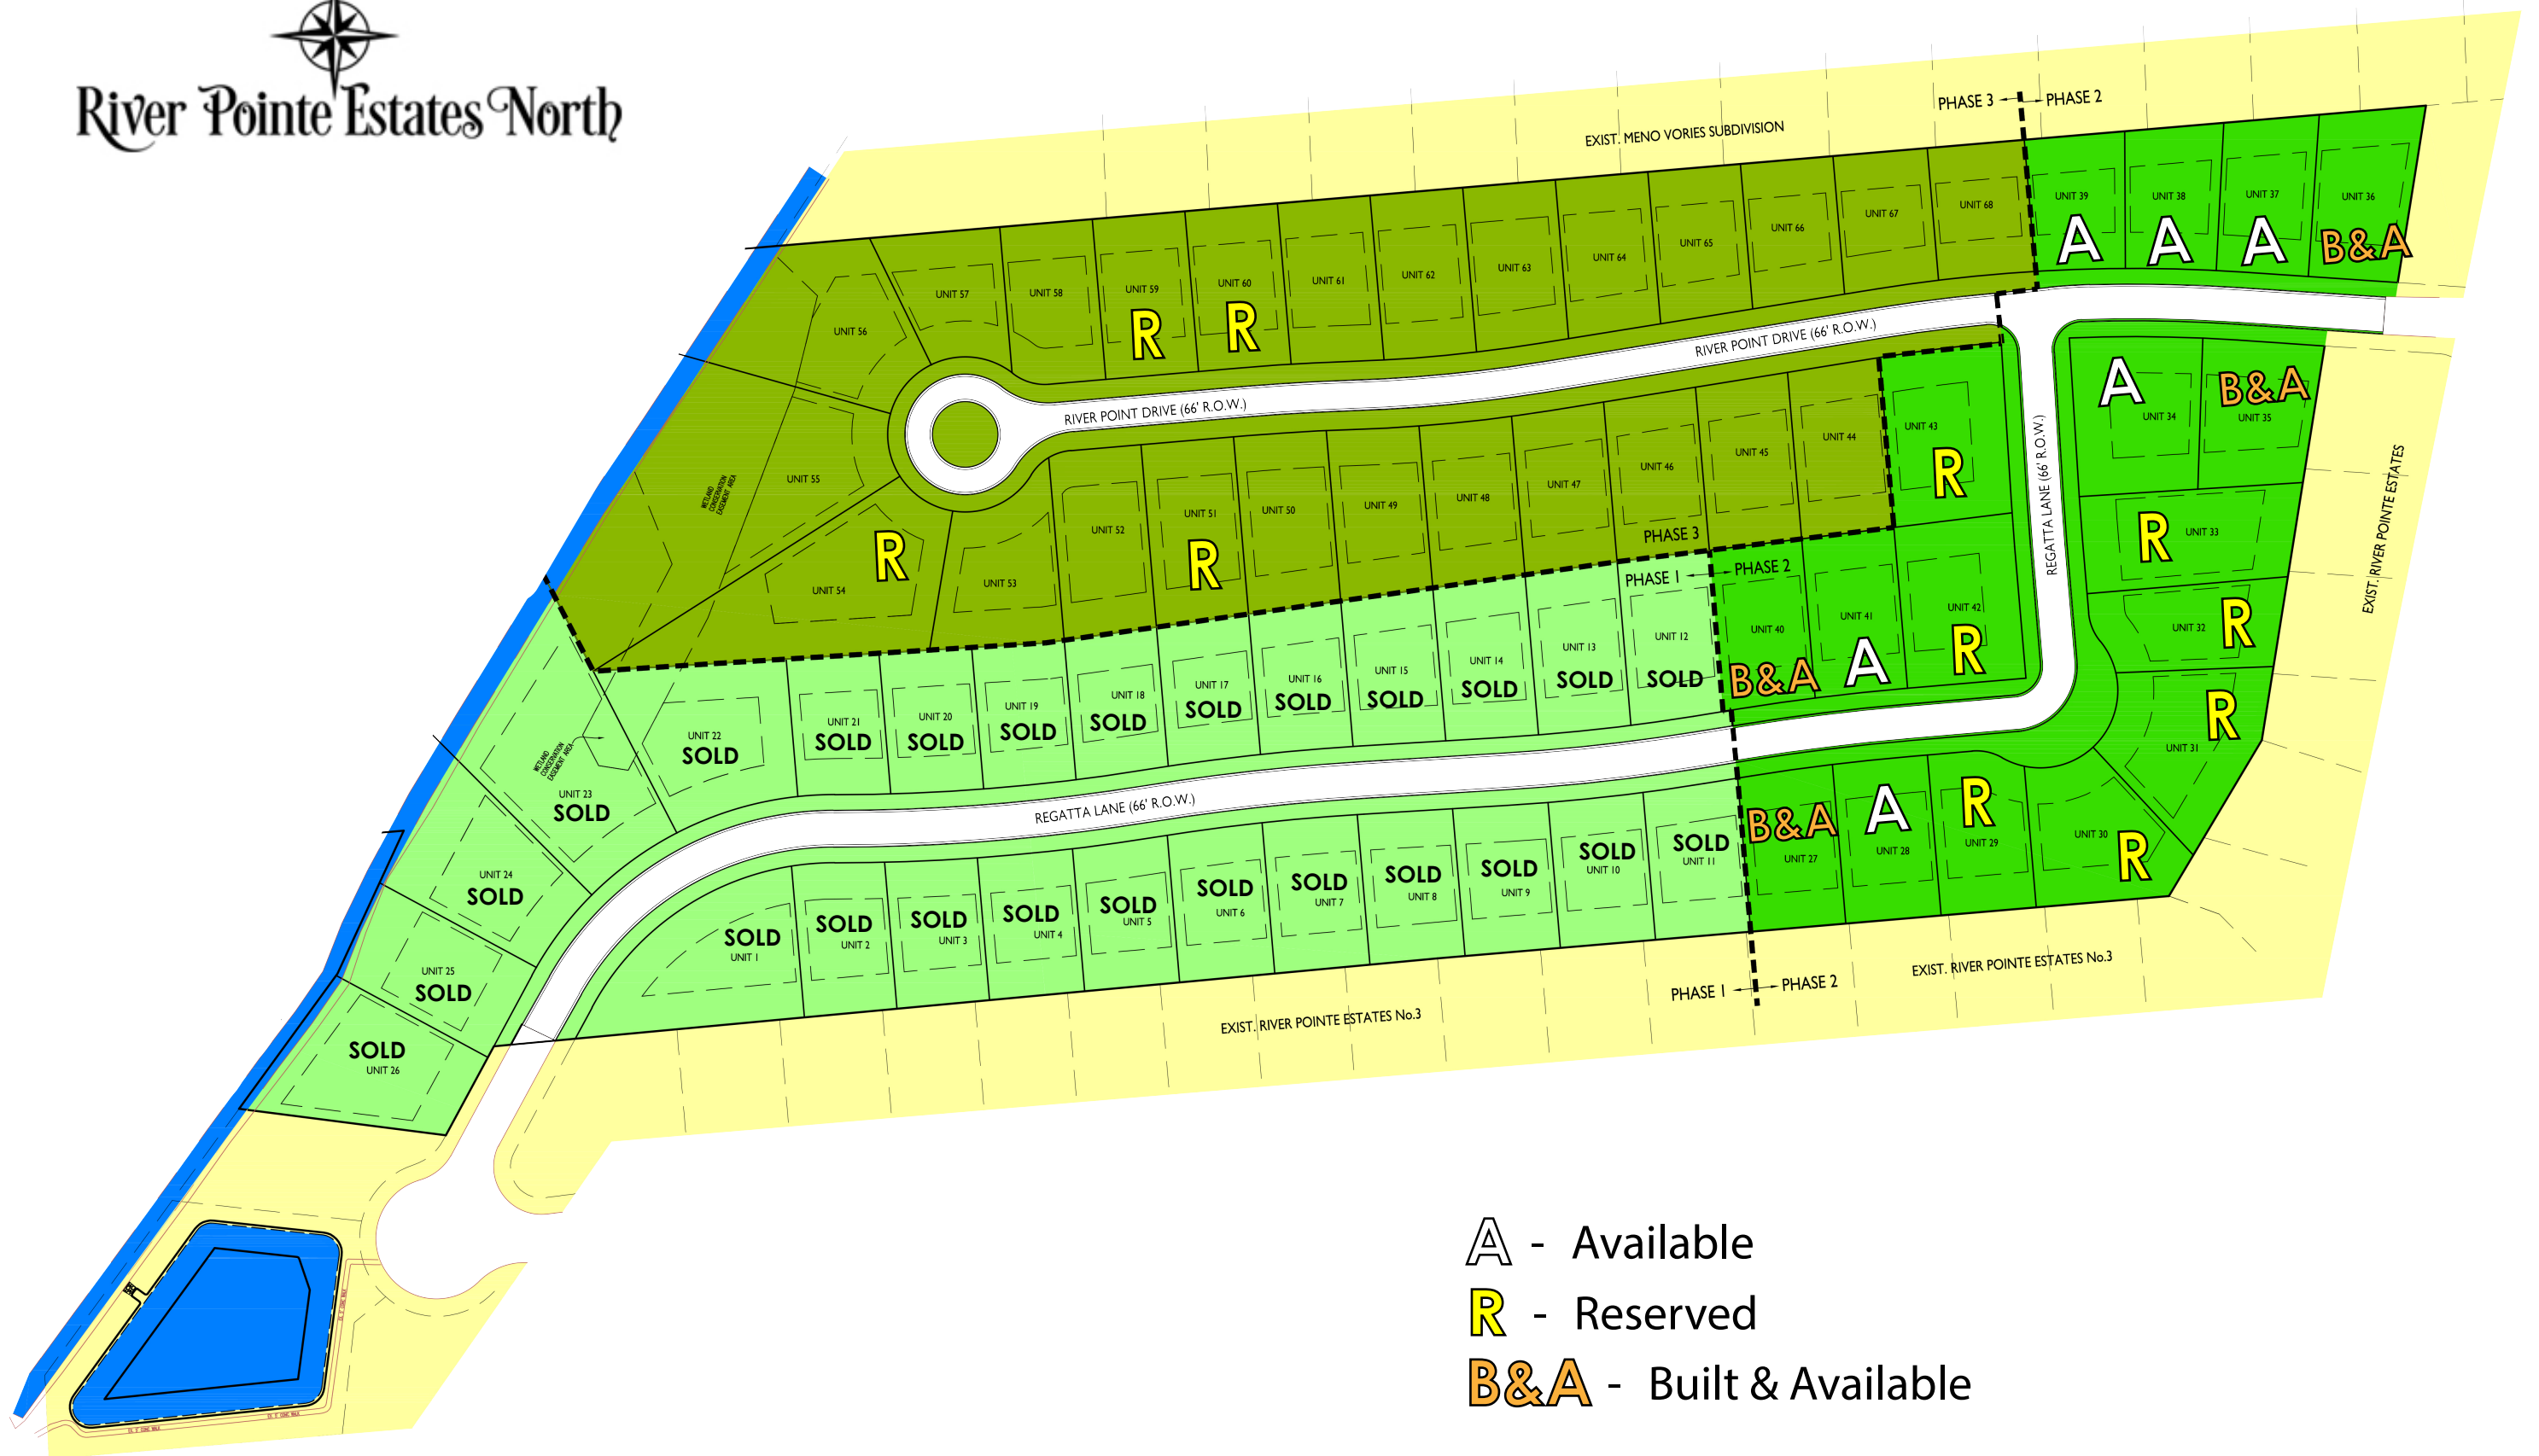 River Pointe Estates North
PHASE 3
PHASE 2
EXIST. MENO VORIES SUBDIVISION
UNIT 56
UNIT 57
UNIT 58
UNIT 59
R
UNIT 60
R
UNIT 61
UNIT 62
UNIT 63
UNIT 64
UNIT 65
UNIT 66
UNIT 67
UNIT 68
UNIT 39
A
UNIT 38
A
UNIT 37
A
UNIT 36
B&A
RIVER POINT DRIVE (66' R.O.W.)
RIVER POINT DRIVE (66' R.O.W.)
WETLAND
CONSERVATION
EASEMENT AREA
UNIT 55
R
UNIT 54
UNIT 53
UNIT 52
UNIT 51
R
UNIT 50
UNIT 49
UNIT 48
UNIT 47
UNIT 46
UNIT 45
UNIT 44
UNIT 43
R
REGATTA LANE (66' R.O.W.)
A
UNIT 34
B&A
UNIT 35
R
UNIT 33
UNIT 32
R
R
UNIT 31
EXIST. RIVER POINTE ESTATES
PHASE 3
PHASE 1
PHASE 2
WETLAND
CONSERVATION
EASEMENT AREA
UNIT 23
SOLD
UNIT 22
SOLD
UNIT 21
SOLD
UNIT 20
SOLD
UNIT 19
SOLD
UNIT 18
SOLD
UNIT 17
SOLD
UNIT 16
SOLD
UNIT 15
SOLD
UNIT 14
SOLD
UNIT 13
SOLD
UNIT 12
SOLD
UNIT 40
B&A
UNIT 41
A
UNIT 42
R
REGATTA LANE (66' R.O.W.)
UNIT 24
SOLD
UNIT 25
SOLD
SOLD
UNIT 26
SOLD
UNIT 1
SOLD
UNIT 2
SOLD
UNIT 3
SOLD
UNIT 4
SOLD
UNIT 5
SOLD
UNIT 6
SOLD
UNIT 7
SOLD
UNIT 8
SOLD
UNIT 9
SOLD
UNIT 10
SOLD
UNIT 11
B&A
UNIT 27
A
UNIT 28
R
UNIT 29
UNIT 30
R
PHASE 1
PHASE 2
EXIST. RIVER POINTE ESTATES No.3
EXIST. RIVER POINTE ESTATES No.3
A - Available
R - Reserved
B&A - Built & Available